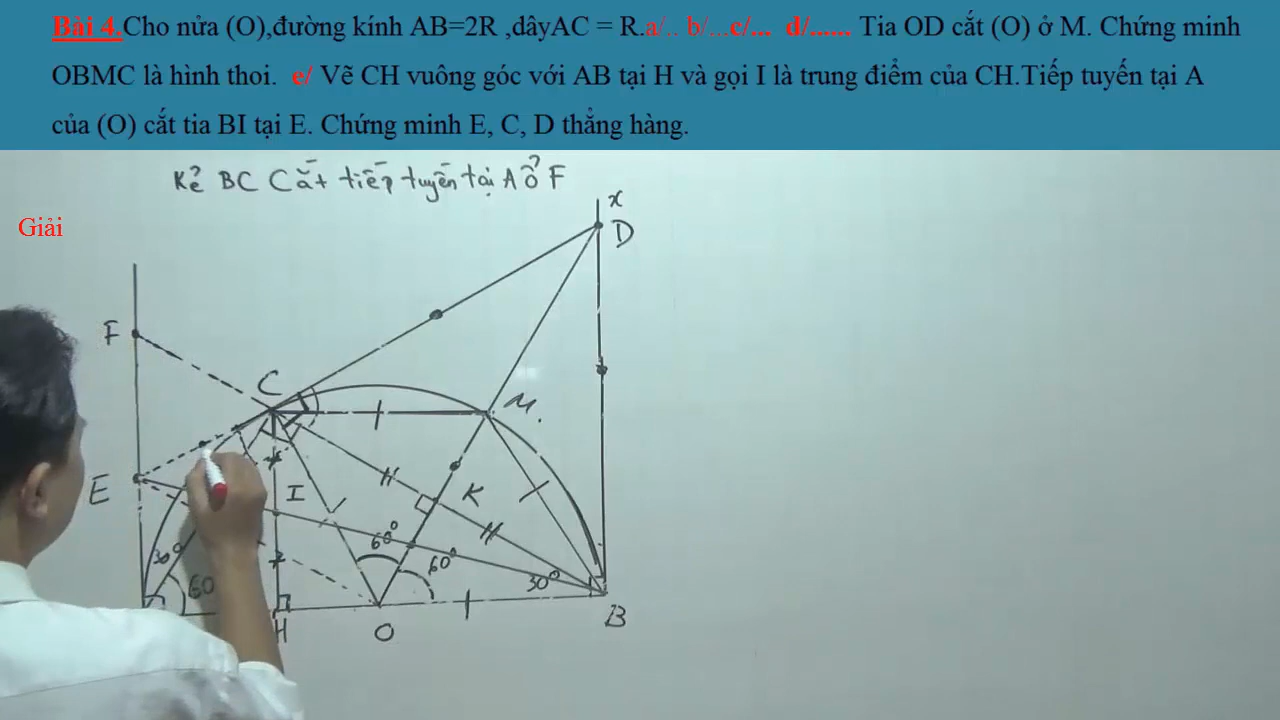 Bài 4.Cho nửa (O),đường kính AB=2R ,dâyAC = R.a/.. b/...c/... d/...... Tia OD cắt (O) ở M. Chứng minh
OBMC là hình thoi. e/ Vẽ CH vuông góc với AB tại H và gọi I là trung điểm của CH.Tiếp tuyến tại A
của (O) cắt tia BI tại E. Chứng minh E, C, D thẳng hàng.
Kẻ BC Cắt tiếp tuyến tại A ở F
x
Giải
D
F
C
M.
E
I
K
60°
60°
30°
30°
60
H
O
B